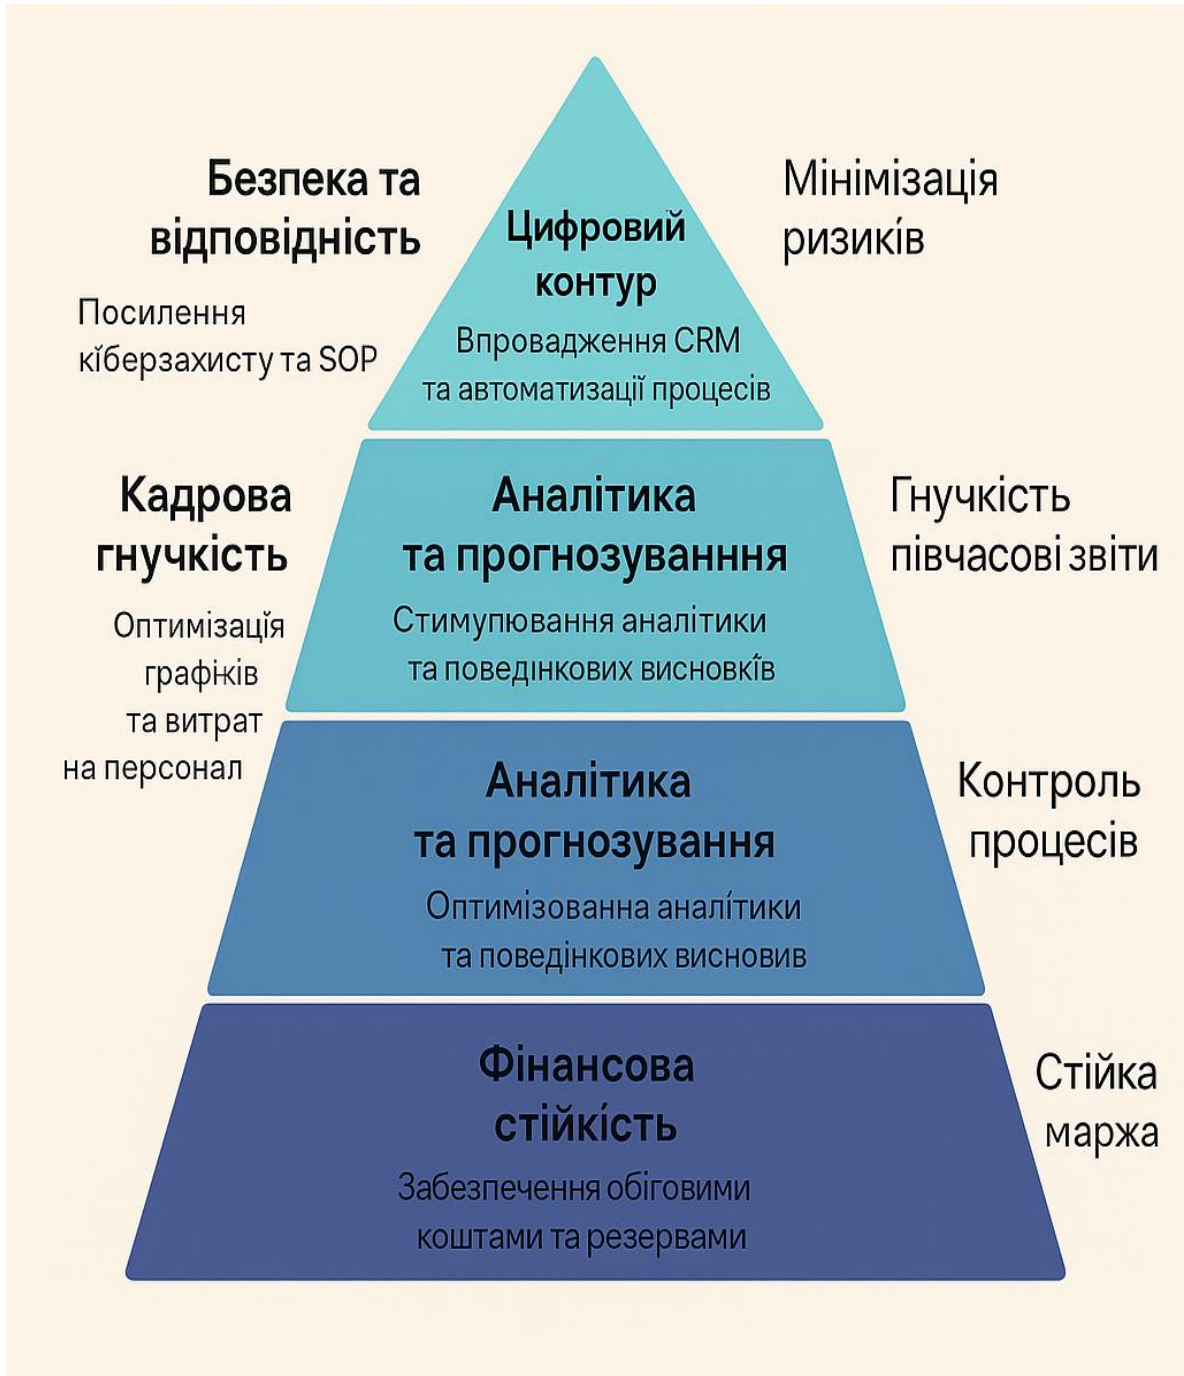 Безпека та
відповідність
Посилення
кіберзахисту та SOP
Цифровий
контур
Впровадження CRM
та автоматизації процесів
Мінімізація
ризиків
Кадрова
гнучкість
Оптимізація
графіків
та витрат
на персонал
Аналітика
та прогнозуванння
Стимупювання аналітики
та поведінкових висновків
Гнучкість
півчасові звіти
Аналітика
та прогнозування
Оптимізованна аналітики
та поведінкових висновив
Контроль
процесів
Фінансова
стійкість
Забезпечення обіговими
коштами та резервами
Стійка
маржа